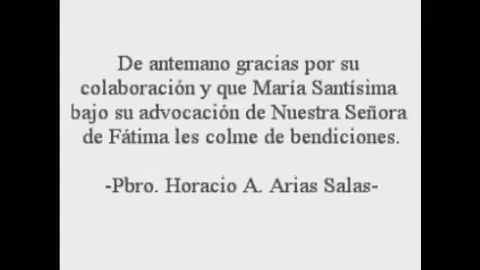 De antemano gracias por su
colaboración y que María Santísima
bajo su advocación de Nuestra Señora
de Fátima les colme de bendiciones.
-Pbro. Horacio A. Arias Salas-